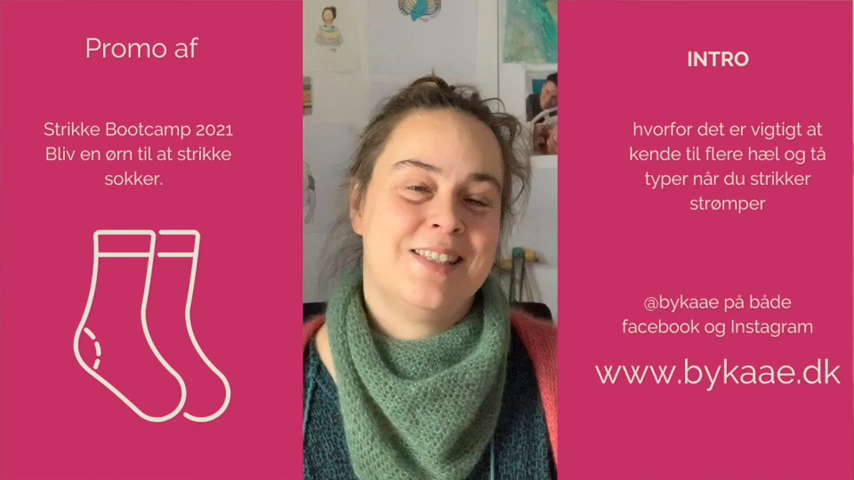 Promo af
Strikke Bootcamp 2021
Bliv en ørn til at strikke
sokker.
INTRO
hvorfor det er vigtigt at
kende til flere hæl og tå
typer når du strikker
strømper
@bykaae på både
facebook og Instagram
www.bykaae.dk